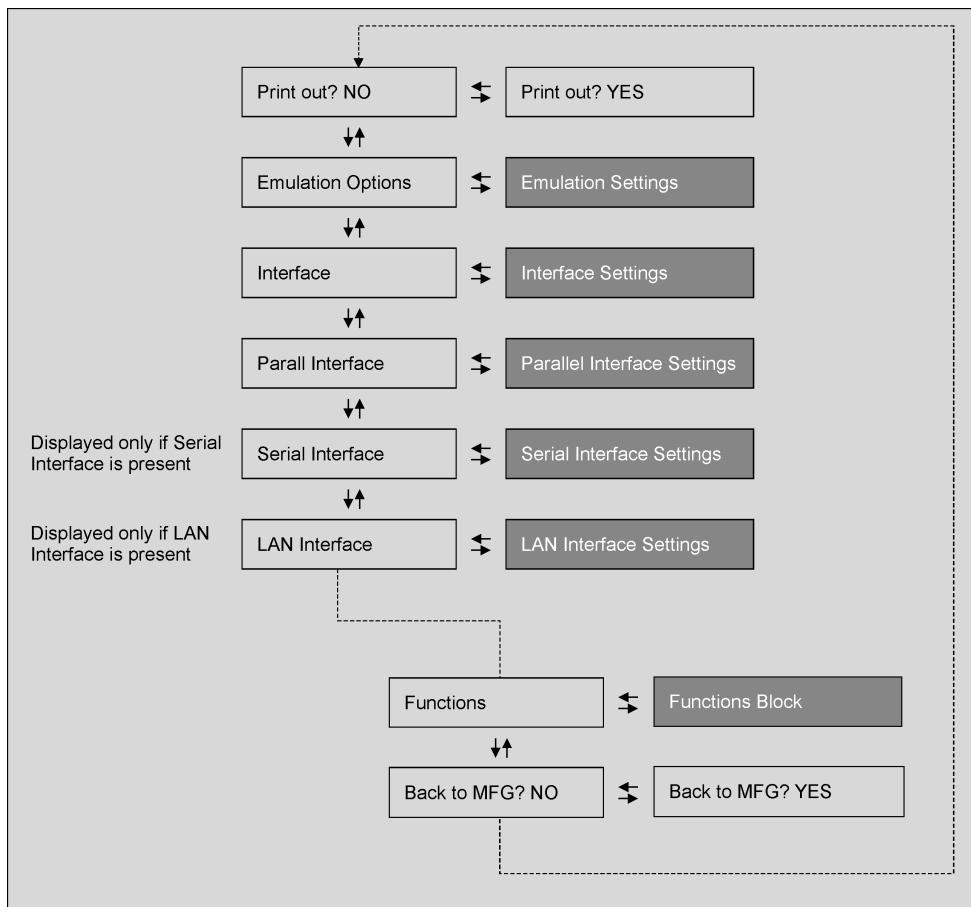 Print out? NO
Print out? YES
Emulation Options
Emulation Settings
Interface
Interface Settings
Parall Interface
Parallel Interface Settings
Displayed only if Serial
Interface is present
Serial Interface
Serial Interface Settings
Displayed only if LAN
Interface is present
LAN Interface
LAN Interface Settings
Functions
Functions Block
Back to MFG? NO
Back to MFG? YES